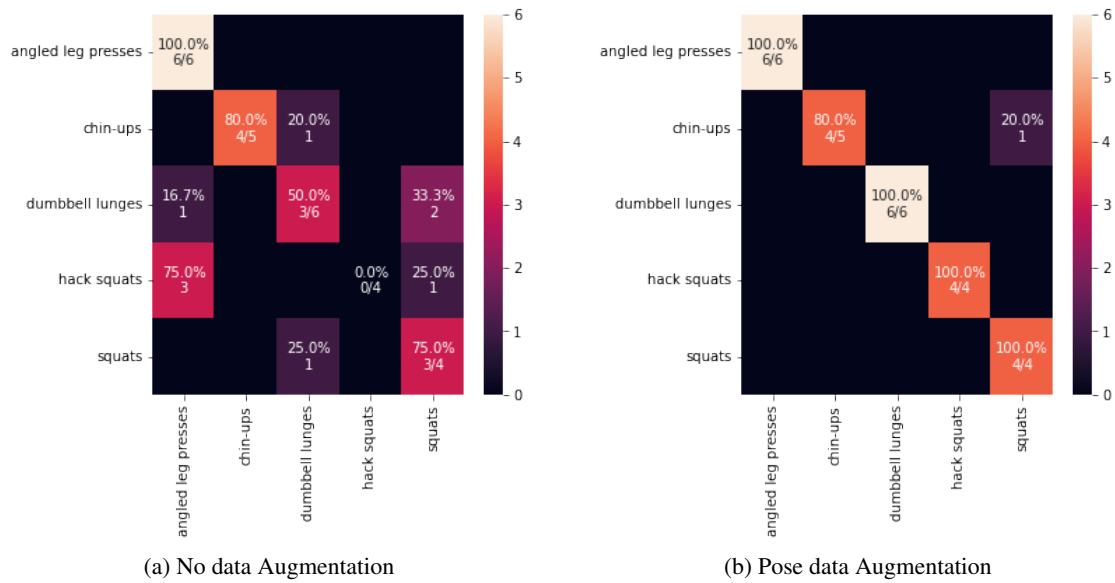 angled leg presses
100.0%
6/6
chin-ups
80.0%
4/5
20.0%
1
dumbbell lunges
16.7%
1
50.0%
3/6
33.3%
2
hack squats
75.0%
3
0.0%
0/4
25.0%
1
squats
25.0%
1
75.0%
3/4
angled leg presses
chin-ups
dumbbell lunges
hack squats
squats
6
5
4
3
2
1
0
(a) No data Augmentation
angled leg presses
100.0%
6/6
chin-ups
80.0%
4/5
20.0%
1
dumbbell lunges
100.0%
6/6
hack squats
100.0%
4/4
squats
100.0%
4/4
angled leg presses
chin-ups
dumbbell lunges
hack squats
squats
6
5
4
3
2
1
0
(b) Pose data Augmentation